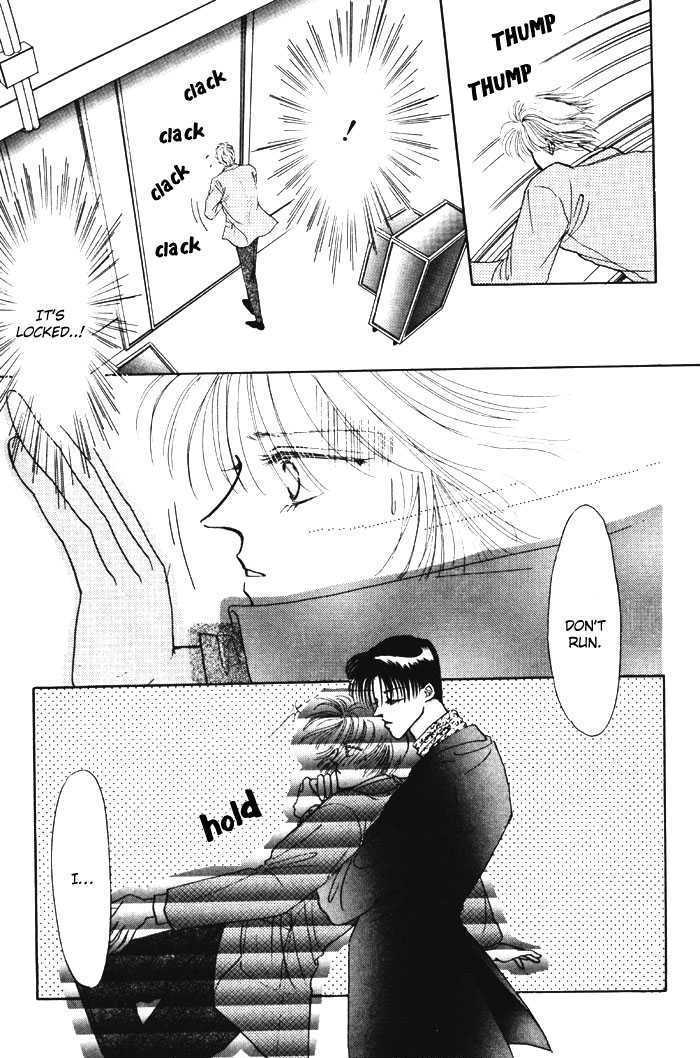 THUMP
THUMP
!
clack
clack
clack
clack
IT'S
LOCKED..!
DON'T
RUN.
hold
I...